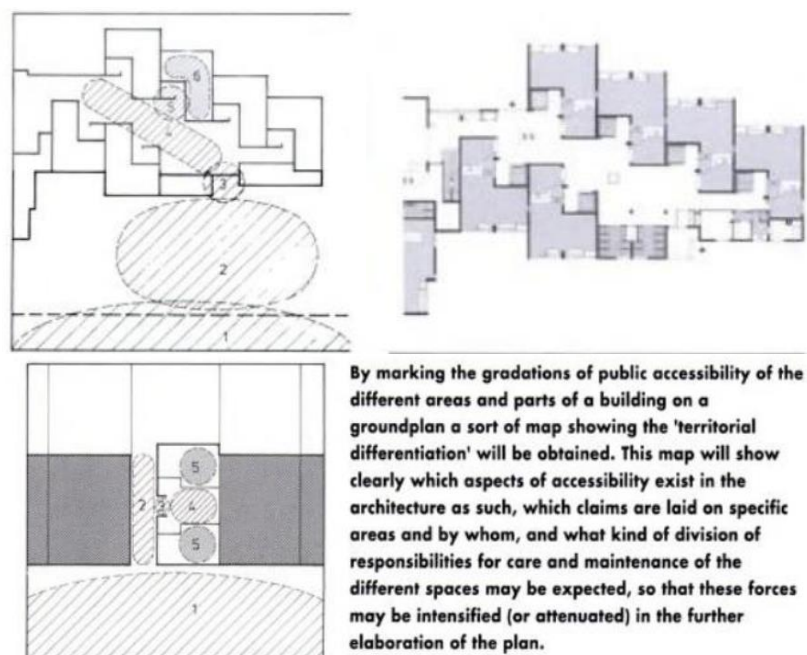 6
5
4
3
2
1
By marking the gradations of public accessibility of the
different areas and parts of a building on a
groundplan a sort of map showing the 'territorial
differentiation' will be obtained. This map will show
clearly which aspects of accessibility exist in the
architecture as such, which claims are laid on specific
areas and by whom, and what kind of division of
responsibilities for care and maintenance of the
different spaces may be expected, so that these forces
may be intensified (or attenuated) in the further
elaboration of the plan.
5
2 3 4
5
1